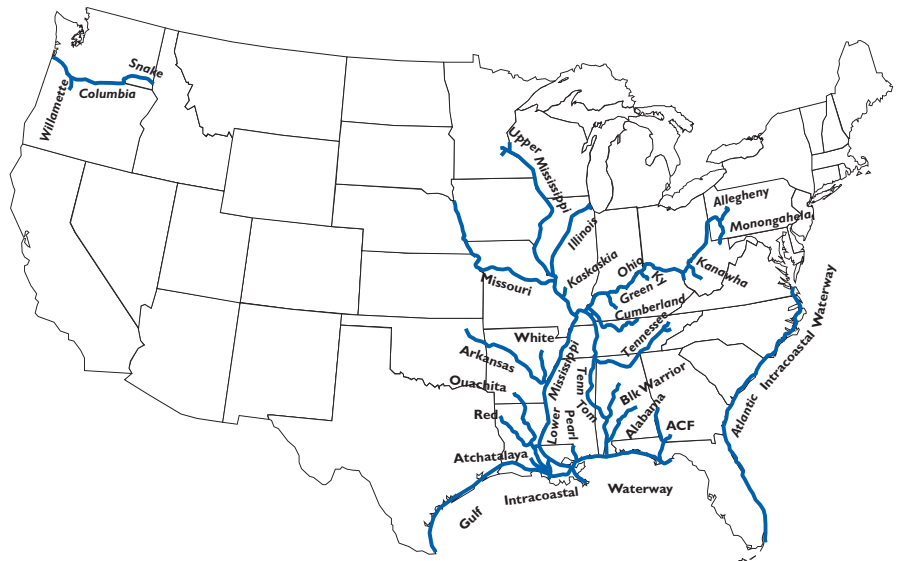 Snake
Columbia
Willamette
Upper Mississippi
Illinois
Missouri
Kaskaskia
Ohio
Green
KY
Kanawha
Allegheny
Monongahela
Cumberland
Tennessee
White
Arkansas
Ouachita
Red
Atchatalaya
Lower Mississippi
Pearl
Tenn Tom
Blk Warrior
Alabama
ACF
Gulf Intracoastal Waterway
Atlantic Intracoastal Waterway